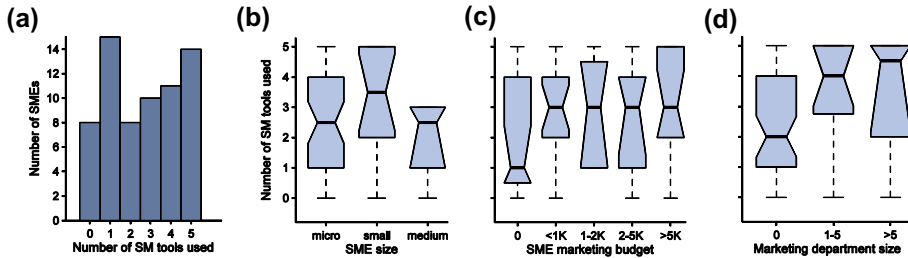 (a)
Number of SMEs
14
12
10
8
6
4
2
0
0 1 2 3 4 5
Number of SM tools used
(b)
Number of SM tools used
5
4
3
2
1
0
micro small medium
SME size
(c)
0 <1K 1-2K 2-5K >5K
SME marketing budget
(d)
0 1-5 >5
Marketing department size